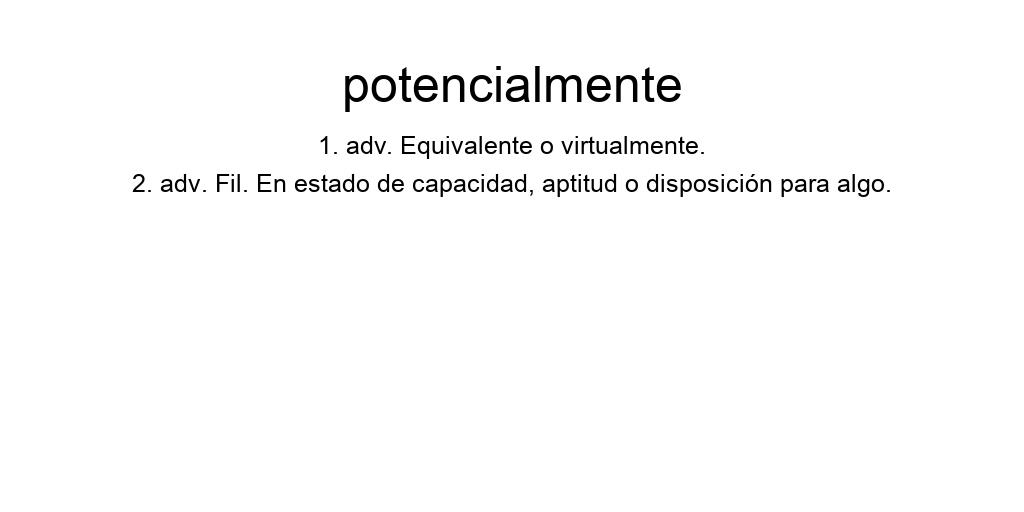 potencialmente
1. adv. Equivalente o virtualmente.
2. adv. Fil. En estado de capacidad, aptitud o disposición para algo.